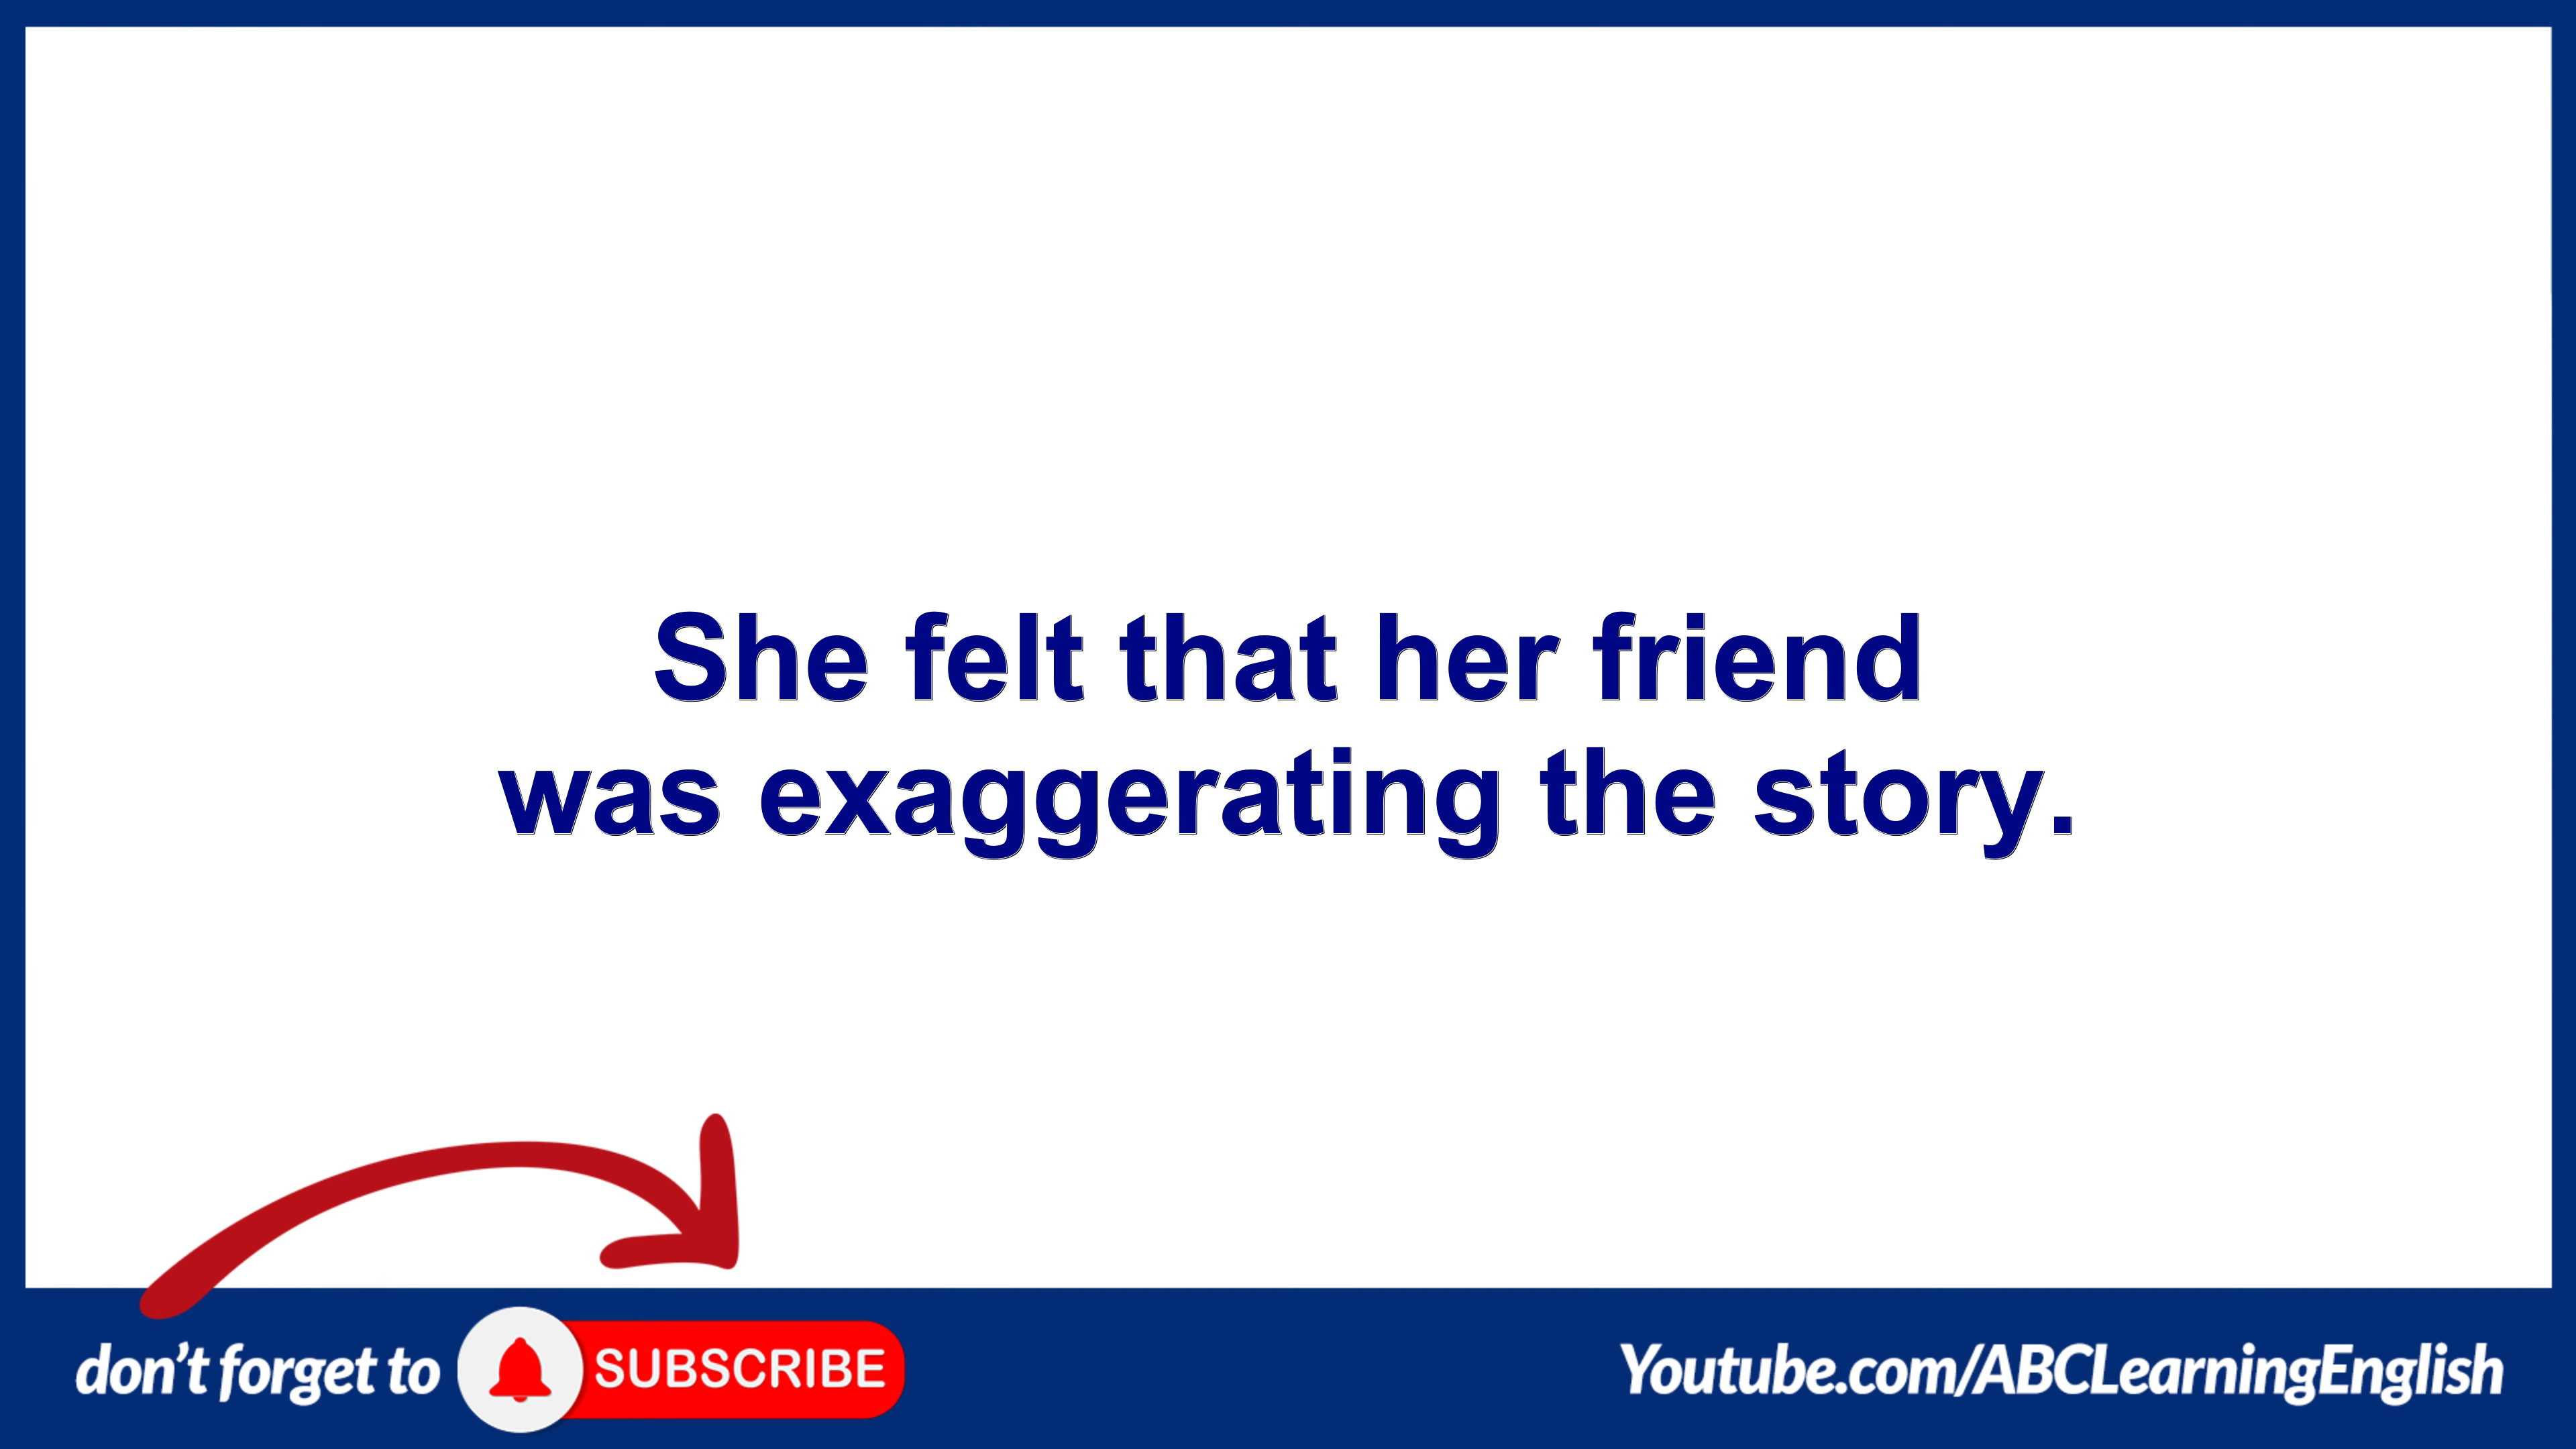 She felt that her friend
was exaggerating the story.
don't forget to SUBSCRIBE
Youtube.com/ABCLearningEnglish